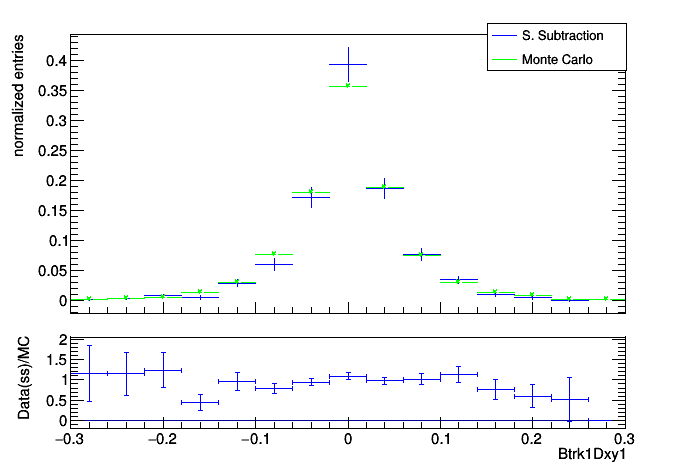 S. Subtraction
Monte Carlo
normalized entries
0.4
0.35
0.3
0.25
0.2
0.15
0.1
0.05
0
Data(ss)/MC
2
1.5
1
0.5
0
−0.3 −0.2 −0.1 0 0.1 0.2 0.3
Btrk1Dxy1